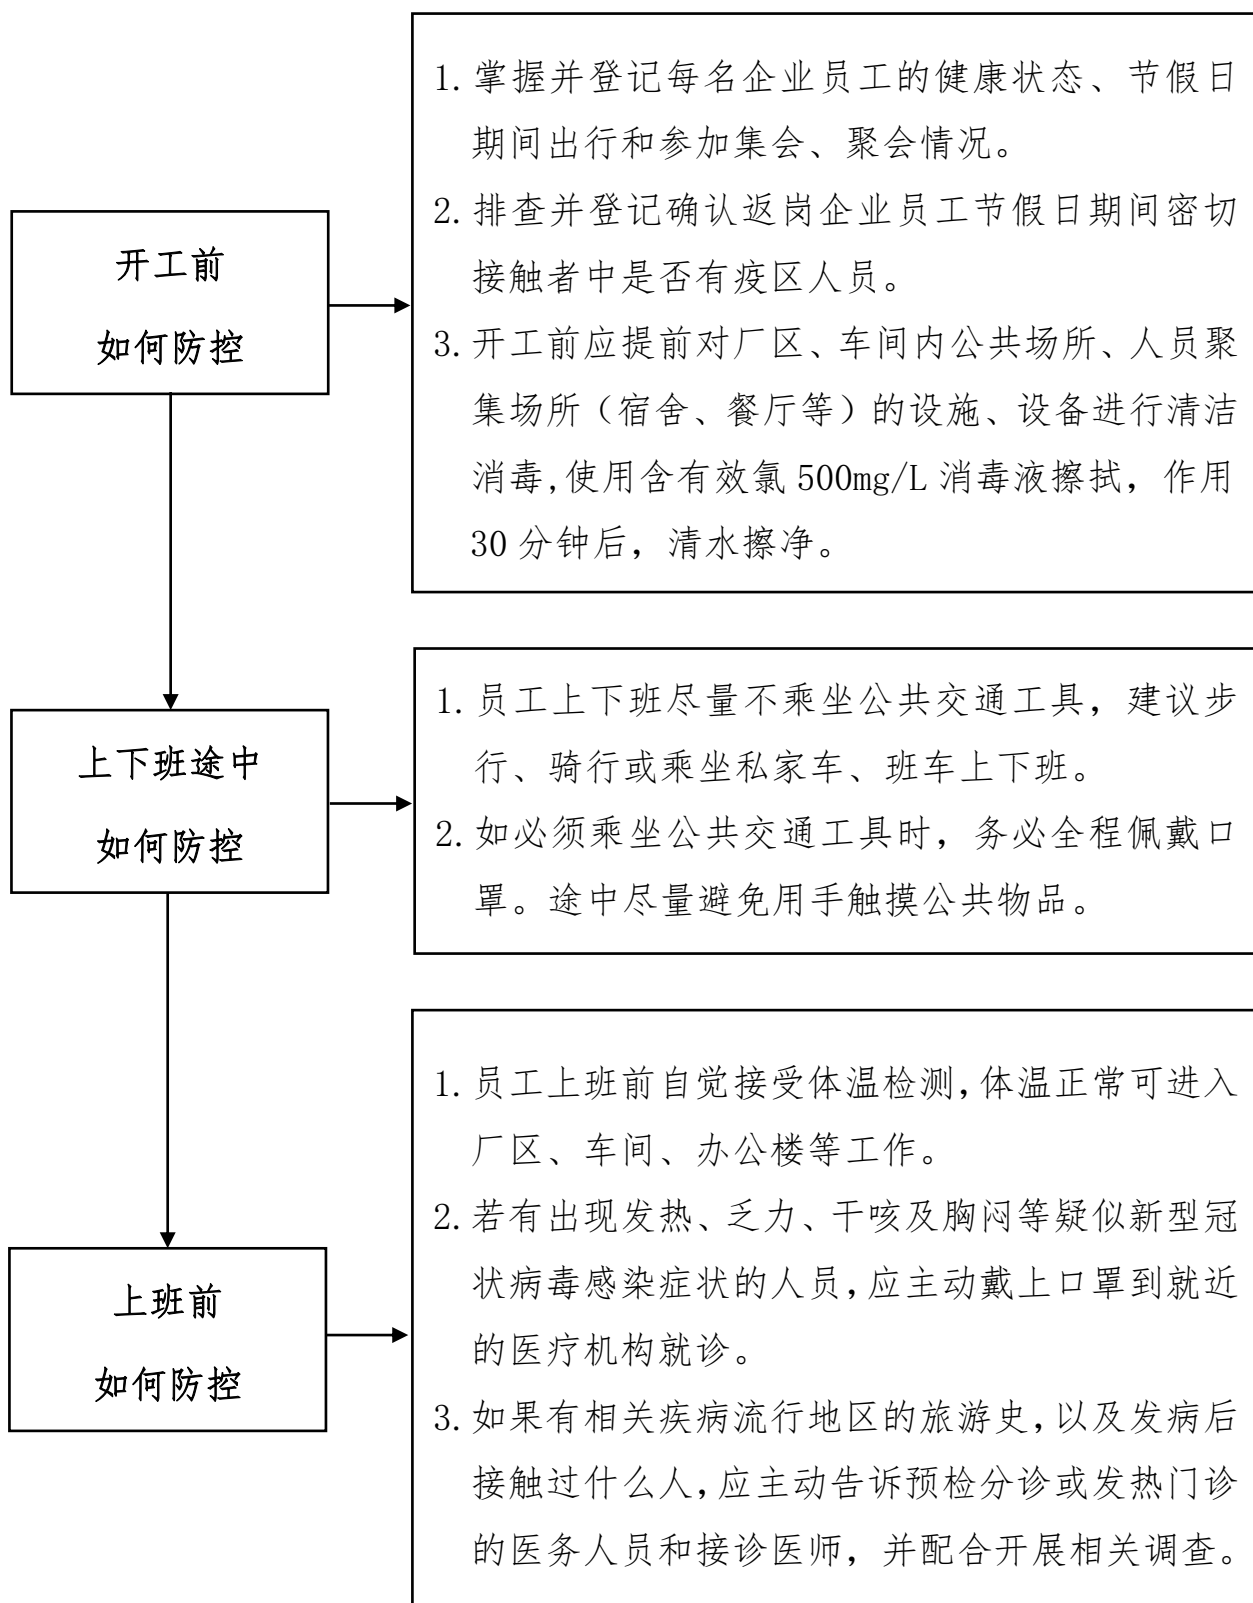 开工前
如何防控
1. 掌握并登记每名企业员工的健康状态、节假日
期间出行和参加集会、聚会情况。
2. 排查并登记确认返岗企业员工节假日期间密切
接触者中是否有疫区人员。
3. 开工前应提前对厂区、车间内公共场所、人员聚
集场所（宿舍、餐厅等）的设施、设备进行清洁
消毒,使用含有效氯 500mg/L 消毒液擦拭，作用
30 分钟后，清水擦净。
上下班途中
如何防控
1. 员工上下班尽量不乘坐公共交通工具，建议步
行、骑行或乘坐私家车、班车上下班。
2. 如必须乘坐公共交通工具时，务必全程佩戴口
罩。途中尽量避免用手触摸公共物品。
上班前
如何防控
1. 员工上班前自觉接受体温检测，体温正常可进入
厂区、车间、办公楼等工作。
2. 若有出现发热、乏力、干咳及胸闷等疑似新型冠
状病毒感染症状的人员，应主动戴上口罩到就近
的医疗机构就诊。
3. 如果有相关疾病流行地区的旅游史，以及发病后
接触过什么人，应主动告诉预检分诊或发热门诊
的医务人员和接诊医师，并配合开展相关调查。